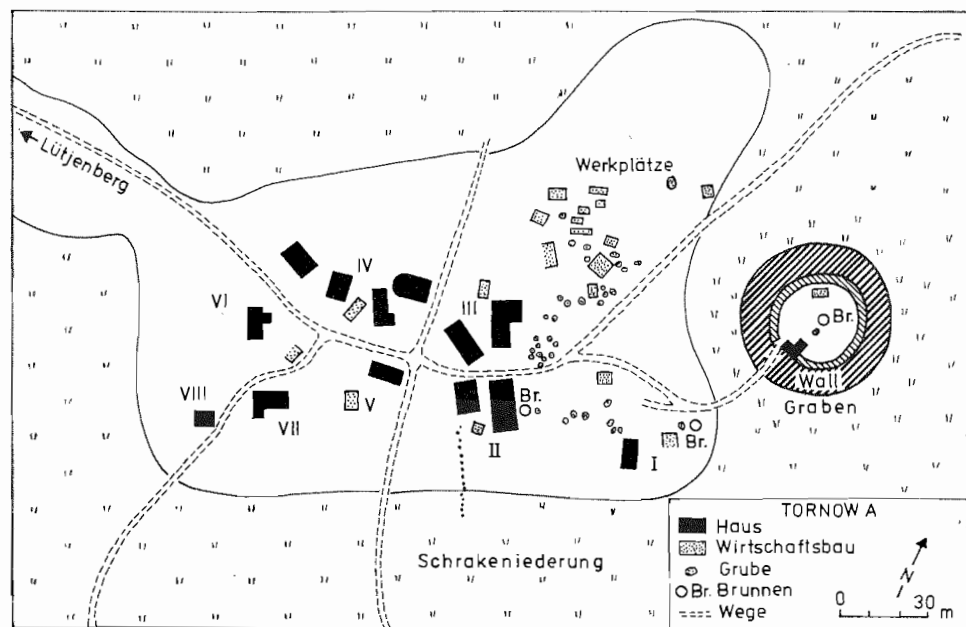 Lütjenberg
Werkplätze
IV
VI
III
Br.
Wall
Graben
VIII
VII
V
Br.
II
I
Br.
Schrakeniederung
TORNOW A
Haus
Wirtschaftsbau
Grube
Br. Brunnen
Wege
N
0 30
m